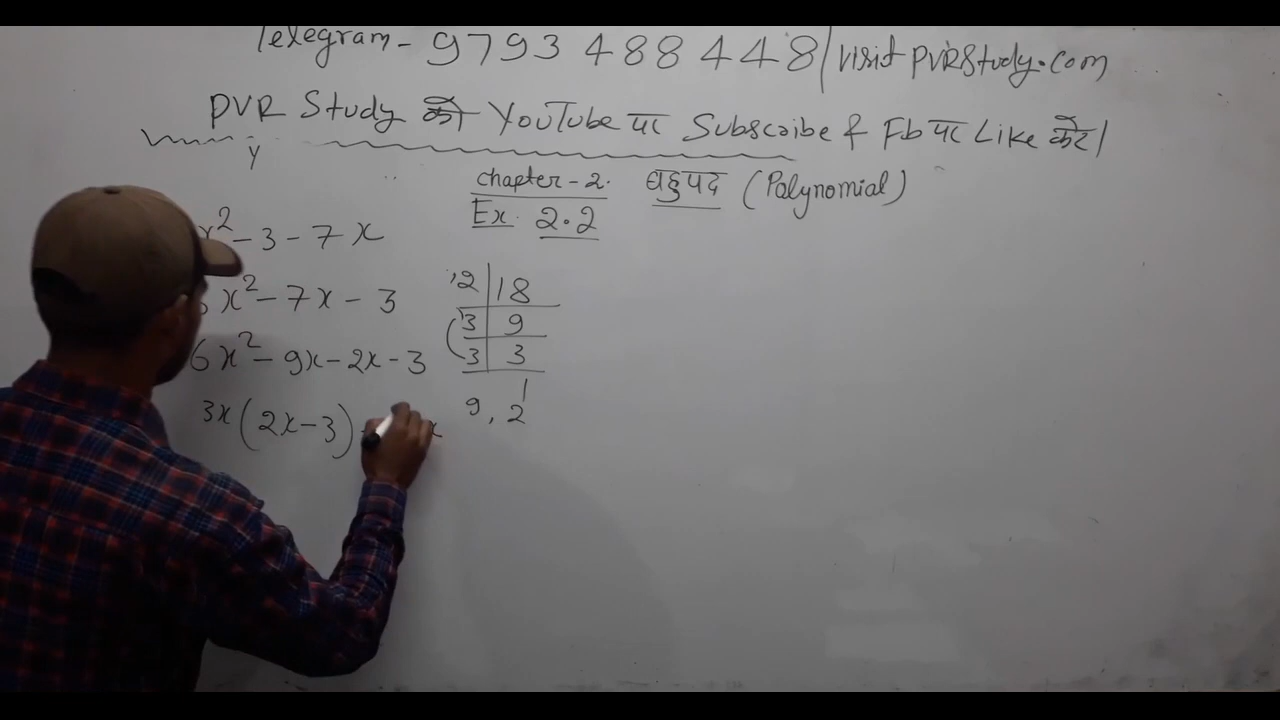 Telegram - 9793 488 448 / visit PVRStudy.com
PVR Study को YouTube पर Subscribe & Fb पर Like करें।
y
Chapter - 2. बहुपद (Polynomial)
Ex 2.2
x² - 3 - 7x
6x² - 7x - 3
6x² - 9x - 2x - 3
3x (2x - 3)
2 | 18
3 | 9
3 | 3
1
9, 2